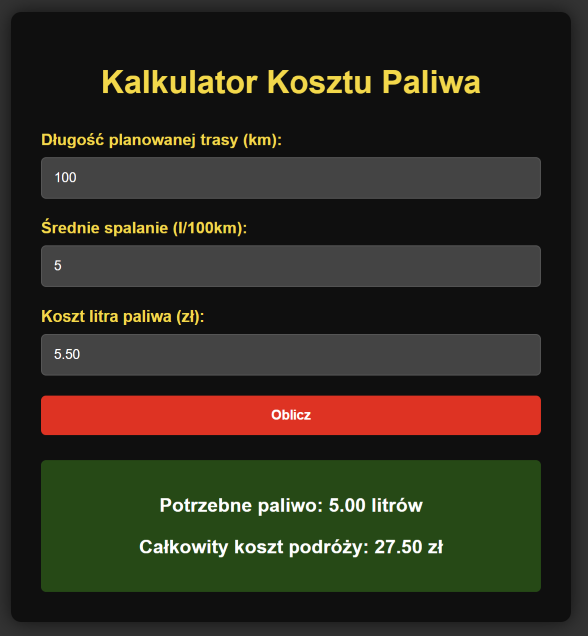 Kalkulator Kosztu Paliwa
Długość planowanej trasy (km):
100
Średnie spalanie (l/100km):
5
Koszt litra paliwa (zł):
5.50
Oblicz
Potrzebne paliwo: 5.00 litrów
Całkowity koszt podróży: 27.50 zł